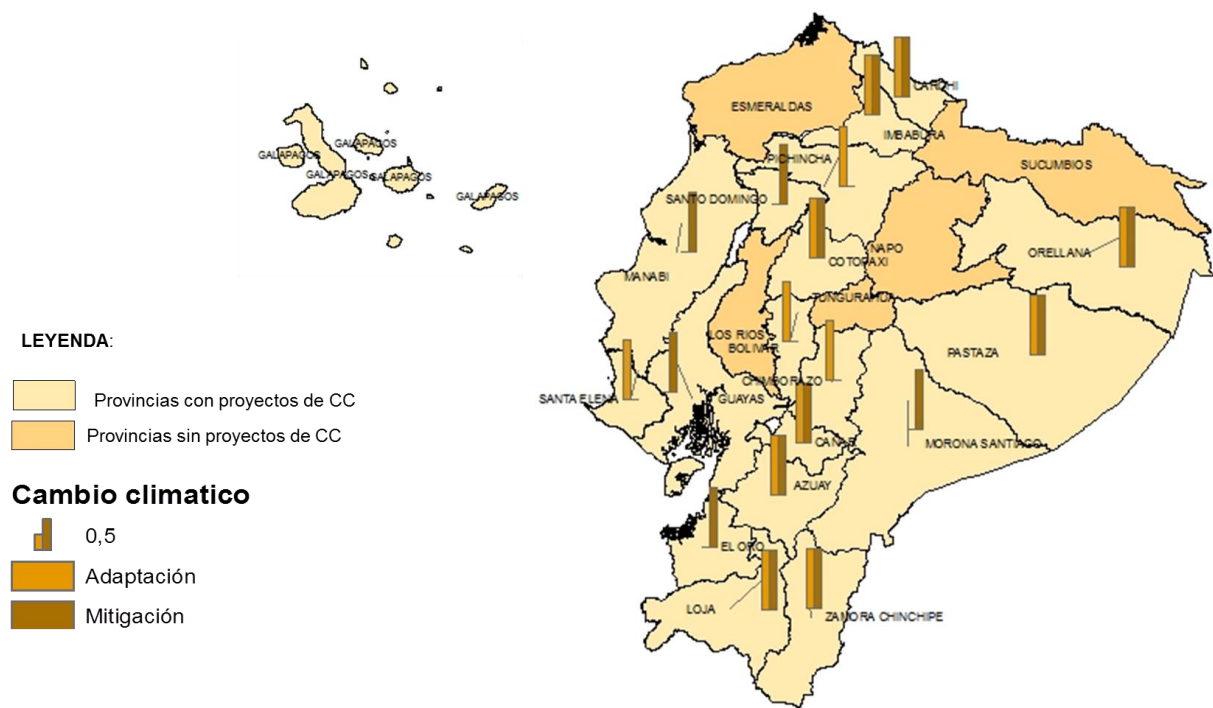 ESMERALDAS
CARCHI
IMBABURA
GALAPAGOS
GALAPAGOS
GALAPAGOS
GALAPAGOS
GALAPAGOS
PICHINCHA
SUCUMBIOS
SANTO DOMINGO
NAPO
ORELLANA
COTOPAXI
MANABI
TUNGURAHUA
LEYENDA:
LOS RIOS
BOLIVAR
PASTAZA
CHIMBORAZO
Provincias con proyectos de CC
SANTA ELENA
GUAYAS
Provincias sin proyectos de CC
CAÑAR
MORONA SANTIAGO
AZUAY
Cambio climatico
0,5
EL ORO
Adaptación
LOJA
ZAMORA CHINCHIPE
Mitigación